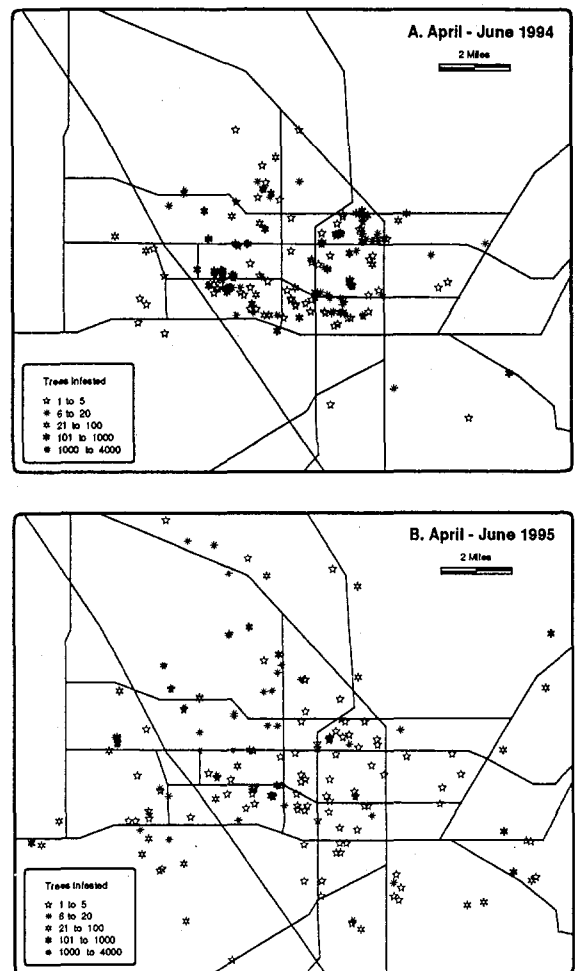 A. April - June 1994
2 Miles
Trees Infested
1 to 5
6 to 20
21 to 100
101 to 1000
1000 to 4000
B. April - June 1995
2 Miles
Trees Infested
1 to 5
6 to 20
21 to 100
101 to 1000
1000 to 4000